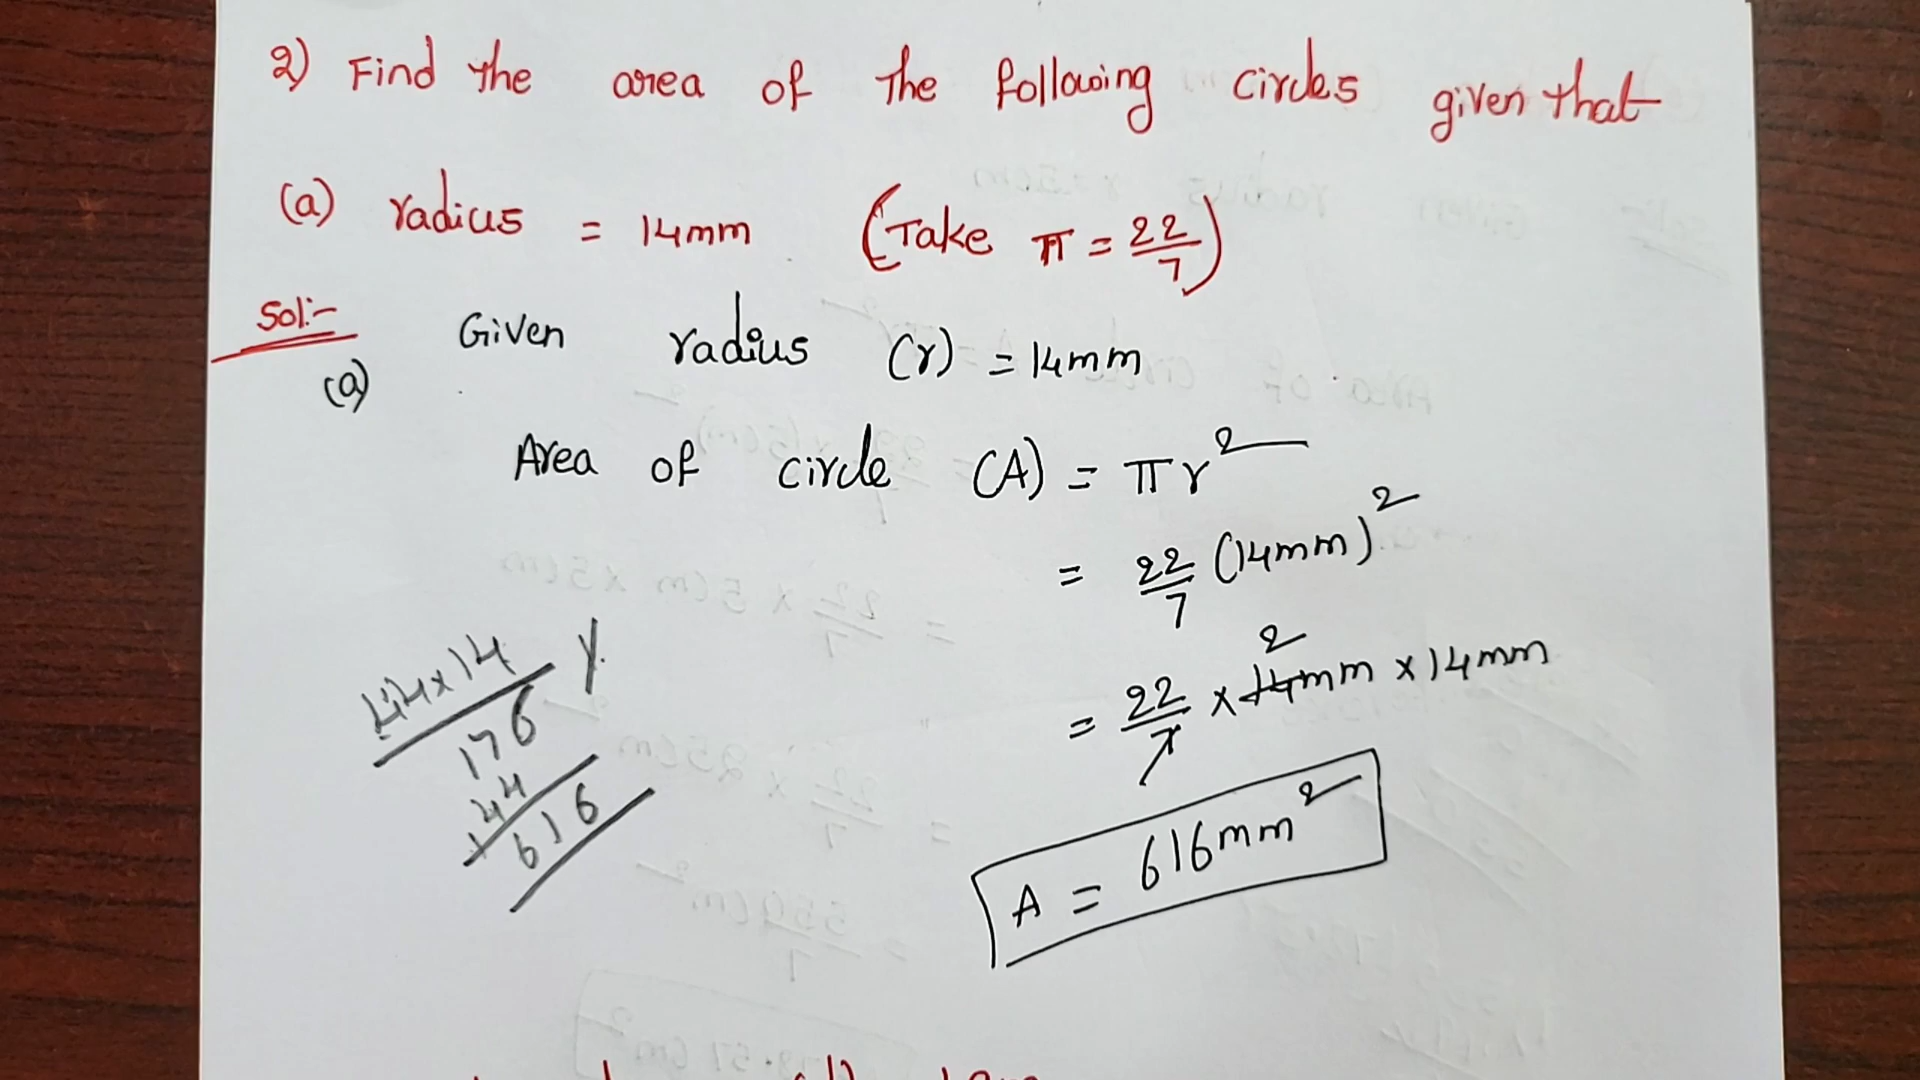 2) Find the area of the following circles given that
(a) radius = 14mm (Take π = 22/7)
Sol:-
(a) Given radius (r) = 14mm
Area of circle (A) = πr²
= 22/7 (14mm)²
2
= 22/7 × 14mm × 14mm
A = 616mm²
44×14
176
44
616